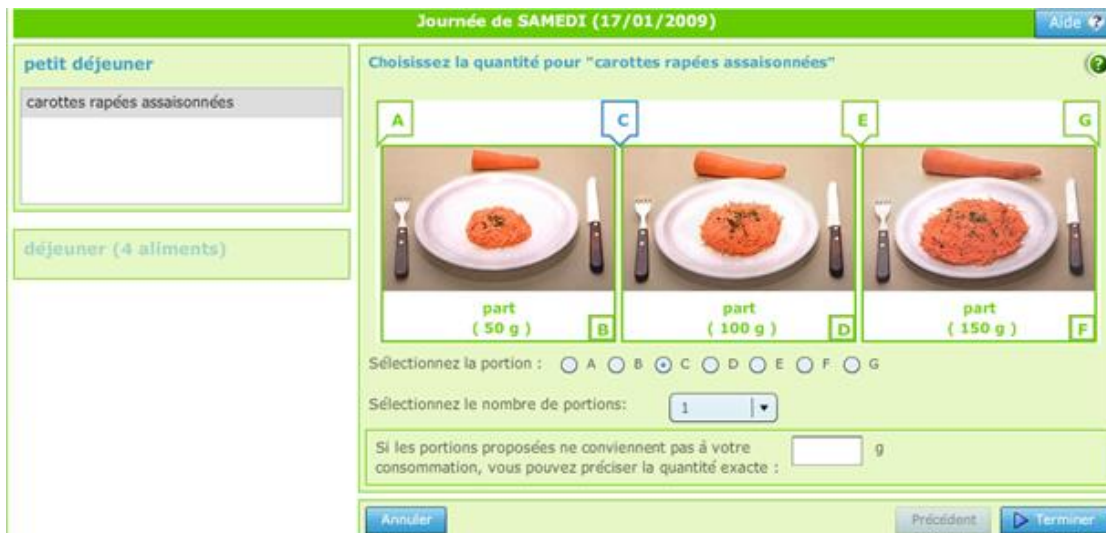 Journée de SAMEDI (17/01/2009)
Aide ?
petit déjeuner
carottes rapées assaisonnées
déjeuner (4 aliments)
Choisissez la quantité pour "carottes rapées assaisonnées"
?
A C E G
part part part
( 50 g ) B ( 100 g ) D ( 150 g ) F
Sélectionnez la portion : A B C D E F G
Sélectionnez le nombre de portions: 1
Si les portions proposées ne conviennent pas à votre
consommation, vous pouvez préciser la quantité exacte : g
Annuler Précédent Terminer